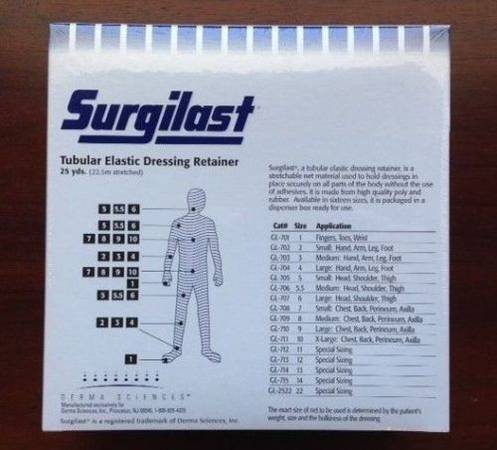 Surgilast
Tubular Elastic Dressing Retainer
25 yds. (22.5m stretched)
Surgilast®, a tubular elastic dressing retainer, is a
stretchable net material used to hold dressings in
place securely on all parts of the body without the use
of adhesives. It is made from high quality poly and
rubber. Available in sixteen sizes, it is packaged in a
dispenser box ready for use.
5 5.5 6
5 5.5 6
7 8 9 10
2 3 4
7 8 9 10
1
5 5.5 6
2 3 4
1
Cat# Size Application
GL-701 1 Fingers, Toes, Wrist
GL-702 2 Small: Hand, Arm, Leg, Foot
GL-703 3 Medium: Hand, Arm, Leg, Foot
GL-704 4 Large: Hand, Arm, Leg, Foot
GL-705 5 Small: Head, Shoulder, Thigh
GL-706 5.5 Medium: Head, Shoulder, Thigh
GL-707 6 Large: Head, Shoulder, Thigh
GL-708 7 Small: Chest, Back, Perineum, Axilla
GL-709 8 Medium: Chest, Back, Perineum, Axilla
GL-710 9 Large: Chest, Back, Perineum, Axilla
GL-711 10 X-Large: Chest, Back, Perineum, Axilla
GL-712 11 Special Sizing
GL-713 12 Special Sizing
GL-714 13 Special Sizing
GL-715 14 Special Sizing
GL-2522 22 Special Sizing
The exact size of net to be used is determined by the patient's
weight, size and the bulkiness of the dressing.
DERMA SCIENCES
Manufactured exclusively for
Derma Sciences, Inc., Princeton, NJ
Surgilast® is a registered trademark of Derma Sciences, Inc.